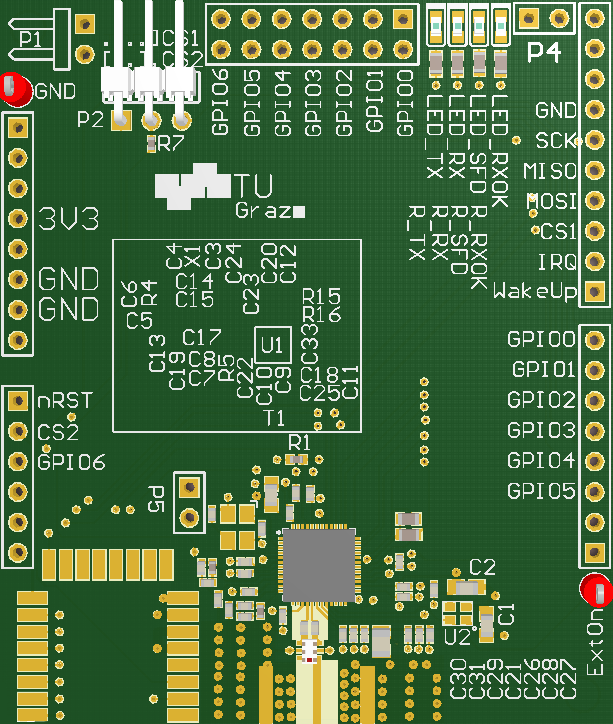 P1
CS1
CS2
GND
P2
R7
GPIO6
GPIO5
GPIO4
GPIO3
GPIO2
GPIO1
GPIO0
LED_TX
LED_RX
LED_SFD
LED_RXOK
P4
R_TX
R_RX
R_SFD
R_RXOK
GND
SCK
MISO
MOSI
CS1
IRQ
WakeUp
TU
Graz
3V3
GND
GND
C4
X1
C3
C24
C20
C12
C6
R4
C5
C14
C15
C23
R15
R16
C13
C19
C17
C8
C7
R5
C22
U1
C10
C9
C33
C18
C25
C11
T1
R1
GPIO0
GPIO1
GPIO2
GPIO3
GPIO4
GPIO5
nRST
CS2
GPIO6
P5
C2
C1
U2
ExtOn
C30
C31
C29
C21
C26
C28
C27